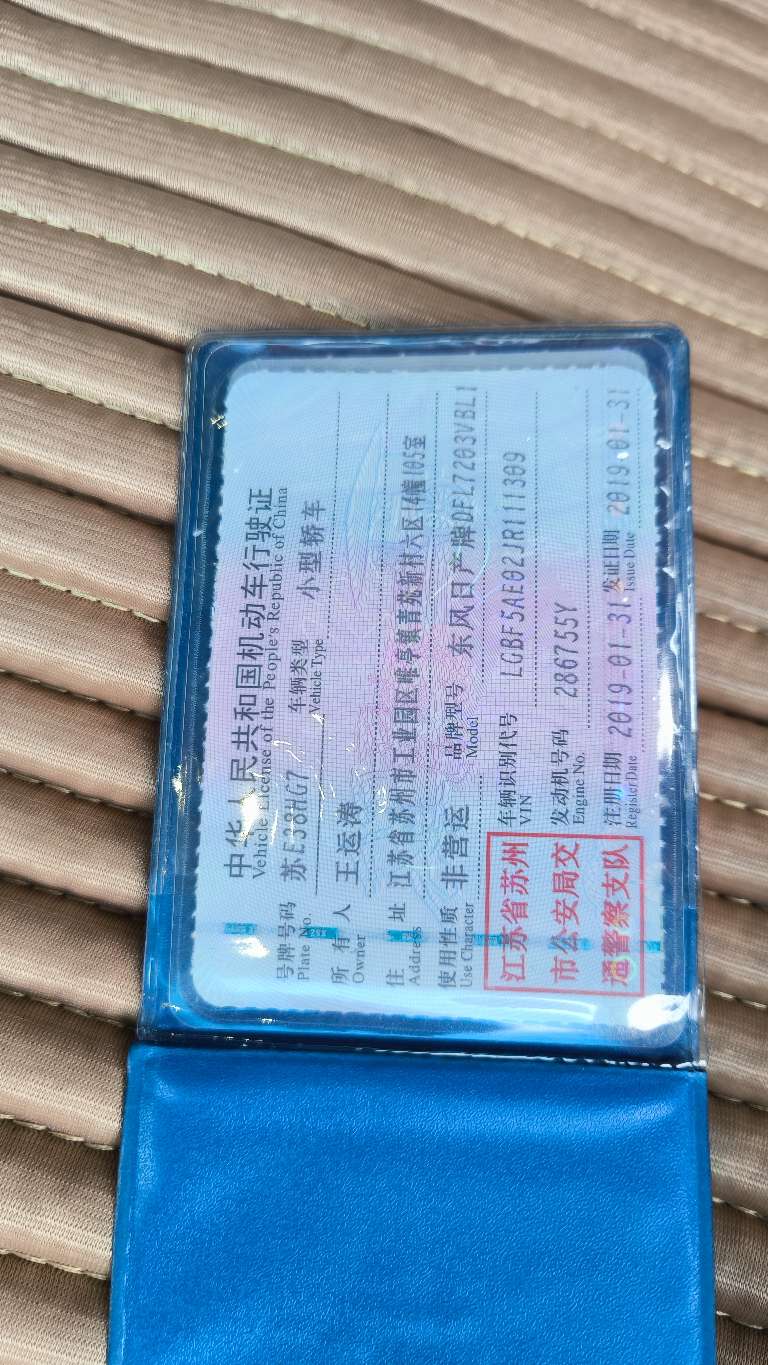 中华人民共和国机动车行驶证
Vehicle License of the People's Republic of China
号牌号码 苏E38HG7 车辆类型 小型轿车
Plate No. Vehicle Type
所有人 王运涛
Owner
住址 江苏省苏州市工业园区唯亭镇青苑新村六区14幢105室
Address
使用性质 非营运 品牌型号 东风日产牌DFL7203VBL1
Use Character Model
江苏省苏州
市公安局交
通警察支队
车辆识别代号 LGBF5AE02JR111309
VIN
发动机号码 286755Y
Engine No.
注册日期 2019-01-31 发证日期 2019-01-31
Register Date Issue Date